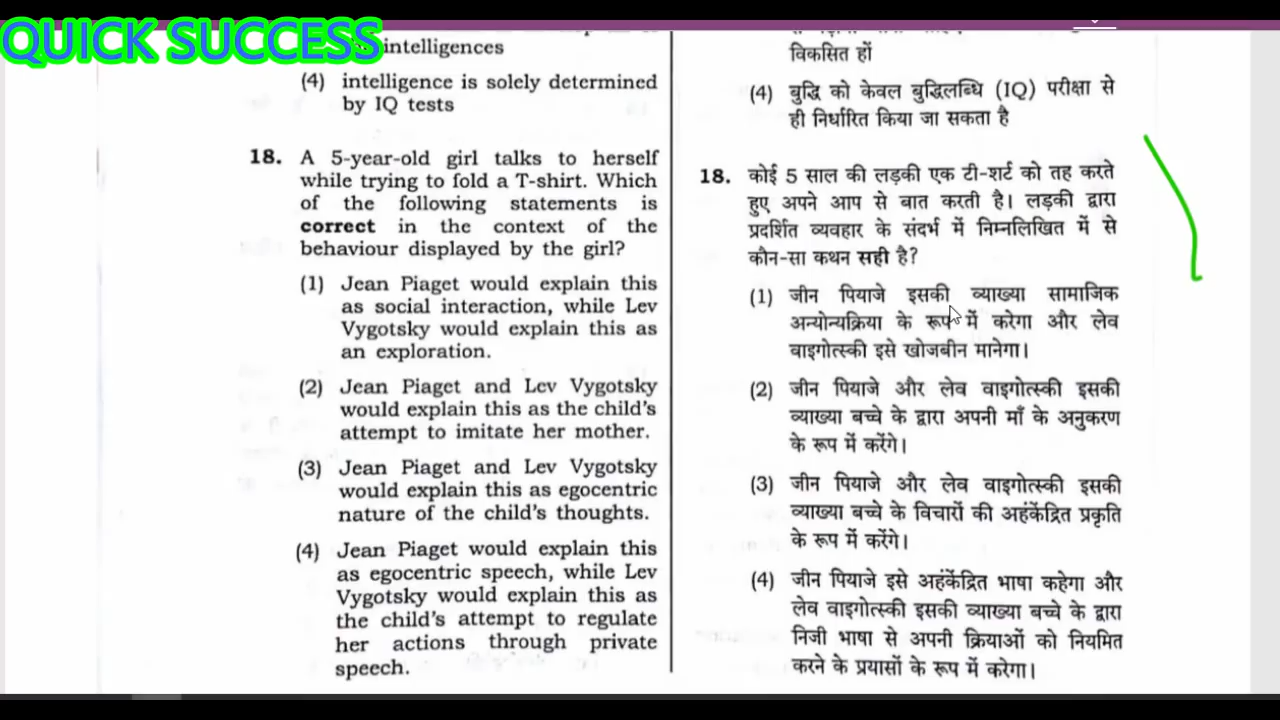 QUICK SUCCESS
intelligences
(4) intelligence is solely determined
by IQ tests
18. A 5-year-old girl talks to herself
while trying to fold a T-shirt. Which
of the following statements is
correct in the context of the
behaviour displayed by the girl?
(1) Jean Piaget would explain this
as social interaction, while Lev
Vygotsky would explain this as
an exploration.
(2) Jean Piaget and Lev Vygotsky
would explain this as the child's
attempt to imitate her mother.
(3) Jean Piaget and Lev Vygotsky
would explain this as egocentric
nature of the child's thoughts.
(4) Jean Piaget would explain this
as egocentric speech, while Lev
Vygotsky would explain this as
the child's attempt to regulate
her actions through private
speech.
विकसित हों
(4) बुद्धि को केवल बुद्धिलब्धि (IQ) परीक्षा से
ही निर्धारित किया जा सकता है
18. कोई 5 साल की लड़की एक टी-शर्ट को तह करते
हुए अपने आप से बात करती है। लड़की द्वारा
प्रदर्शित व्यवहार के संदर्भ में निम्नलिखित में से
कौन-सा कथन सही है?
(1) जीन पियाजे इसकी व्याख्या सामाजिक
अन्योन्यक्रिया के रूप में करेगा और लेव
वाइगोत्स्की इसे खोजबीन मानेगा।
(2) जीन पियाजे और लेव वाइगोत्स्की इसकी
व्याख्या बच्चे के द्वारा अपनी माँ के अनुकरण
के रूप में करेंगे।
(3) जीन पियाजे और लेव वाइगोत्स्की इसकी
व्याख्या बच्चे के विचारों की अहंकेंद्रित प्रकृति
के रूप में करेंगे।
(4) जीन पियाजे इसे अहंकेंद्रित भाषा कहेगा और
लेव वाइगोत्स्की इसकी व्याख्या बच्चे के द्वारा
निजी भाषा से अपनी क्रियाओं को नियमित
करने के प्रयासों के रूप में करेगा।